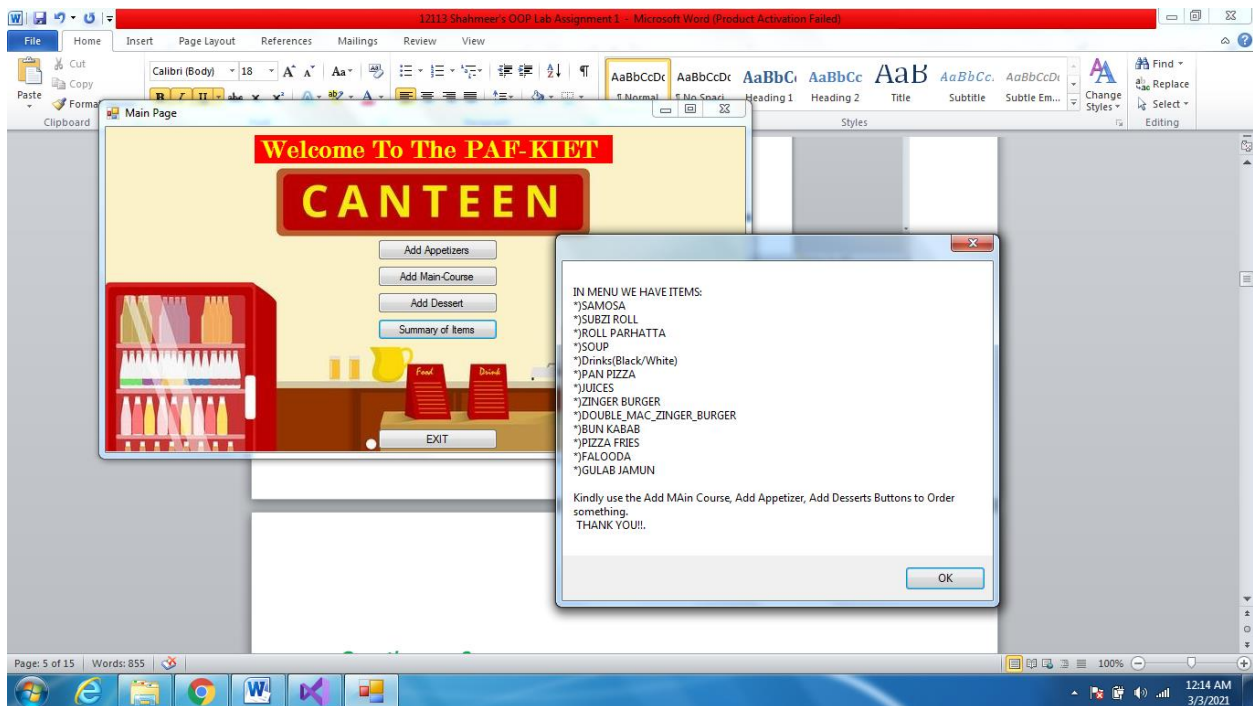 12113 Shahmeer's OOP Lab Assignment 1 - Microsoft Word (Product Activation Failed)
File Home Insert Page Layout References Mailings Review View
Cut
Copy
Paste
Clipboard
Calibri (Body) 18
AaBbCcDc AaBbCcDc AaBbC AaBbCc AaB AaBbCc. AaBbCcDc
Heading 1 Heading 2 Title Subtitle Subtle Em...
Change Styles
Styles
Find
Replace
Select
Editing
Main Page
Welcome To The PAF-KIET
CANTEEN
Add Appetizers
Add Main-Course
Add Dessert
Summary of Items
Food
Drink
EXIT
IN MENU WE HAVE ITEMS:
*)SAMOSA
*)SUBZI ROLL
*)ROLL PARHATTA
*)SOUP
*)Drinks(Black/White)
*)PAN PIZZA
*)JUICES
*)ZINGER BURGER
*)DOUBLE_MAC_ZINGER_BURGER
*)BUN KABAB
*)PIZZA FRIES
*)FALOODA
*)GULAB JAMUN
Kindly use the Add MAin Course, Add Appetizer, Add Desserts Buttons to Order
something.
THANK YOU!!.
OK
Page: 5 of 15 Words: 855
100%
12:14 AM
3/3/2021